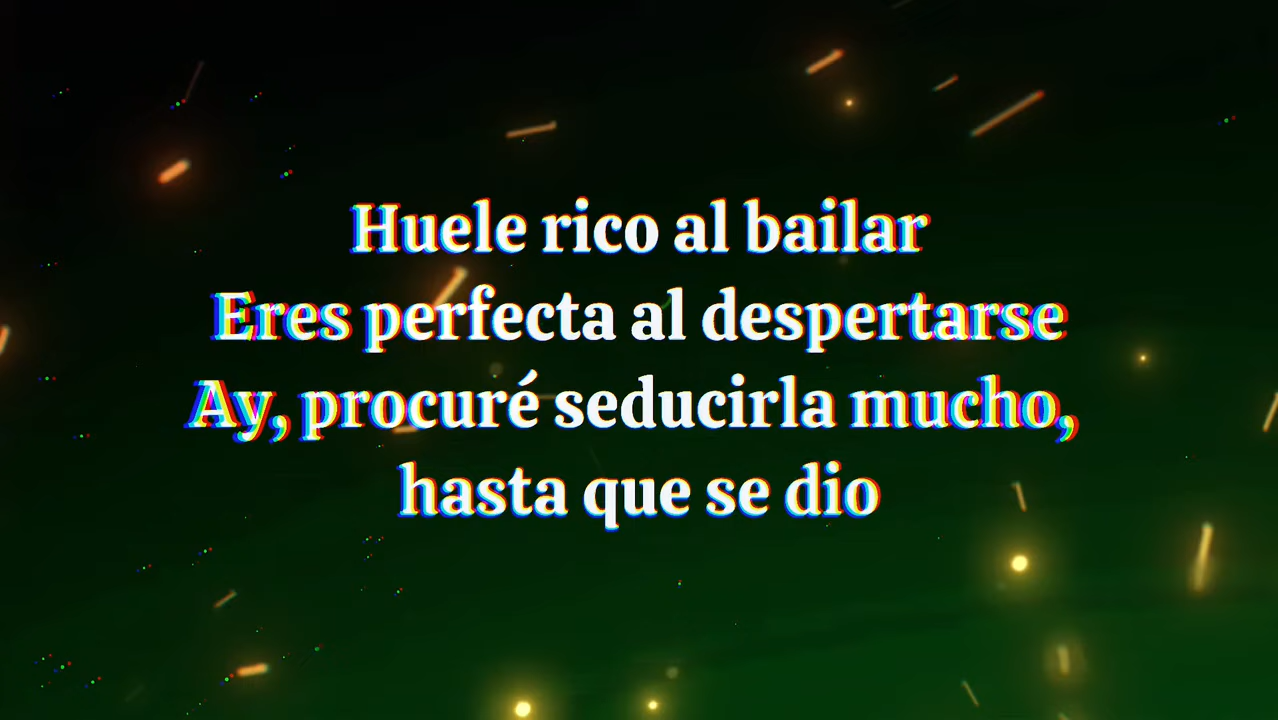 Huele rico al bailar
Eres perfecta al despertarse
Ay, procuré seducirla mucho,
hasta que se dio